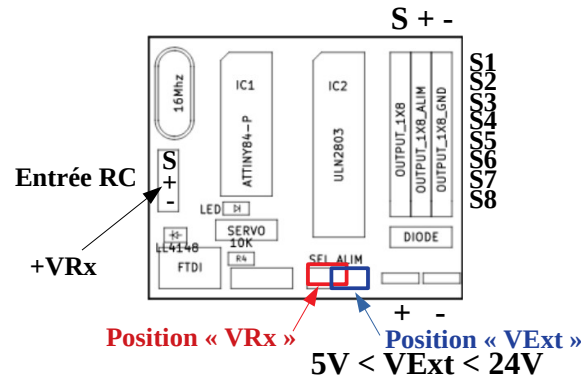 S + -
16Mhz
IC1
ATTINY84-P
IC2
ULN2803
OUTPUT_1X8
OUTPUT_1X8_ALIM
OUTPUT_1X8_GND
S1
S2
S3
S4
S5
S6
S7
S8
Entrée RC
S
+
-
LED
SERVO
10K
LL4148
FTDI
R4
SEL_ALIM
DIODE
+VRx
+ -
Position « VRx »
Position « VExt »
5V < VExt < 24V